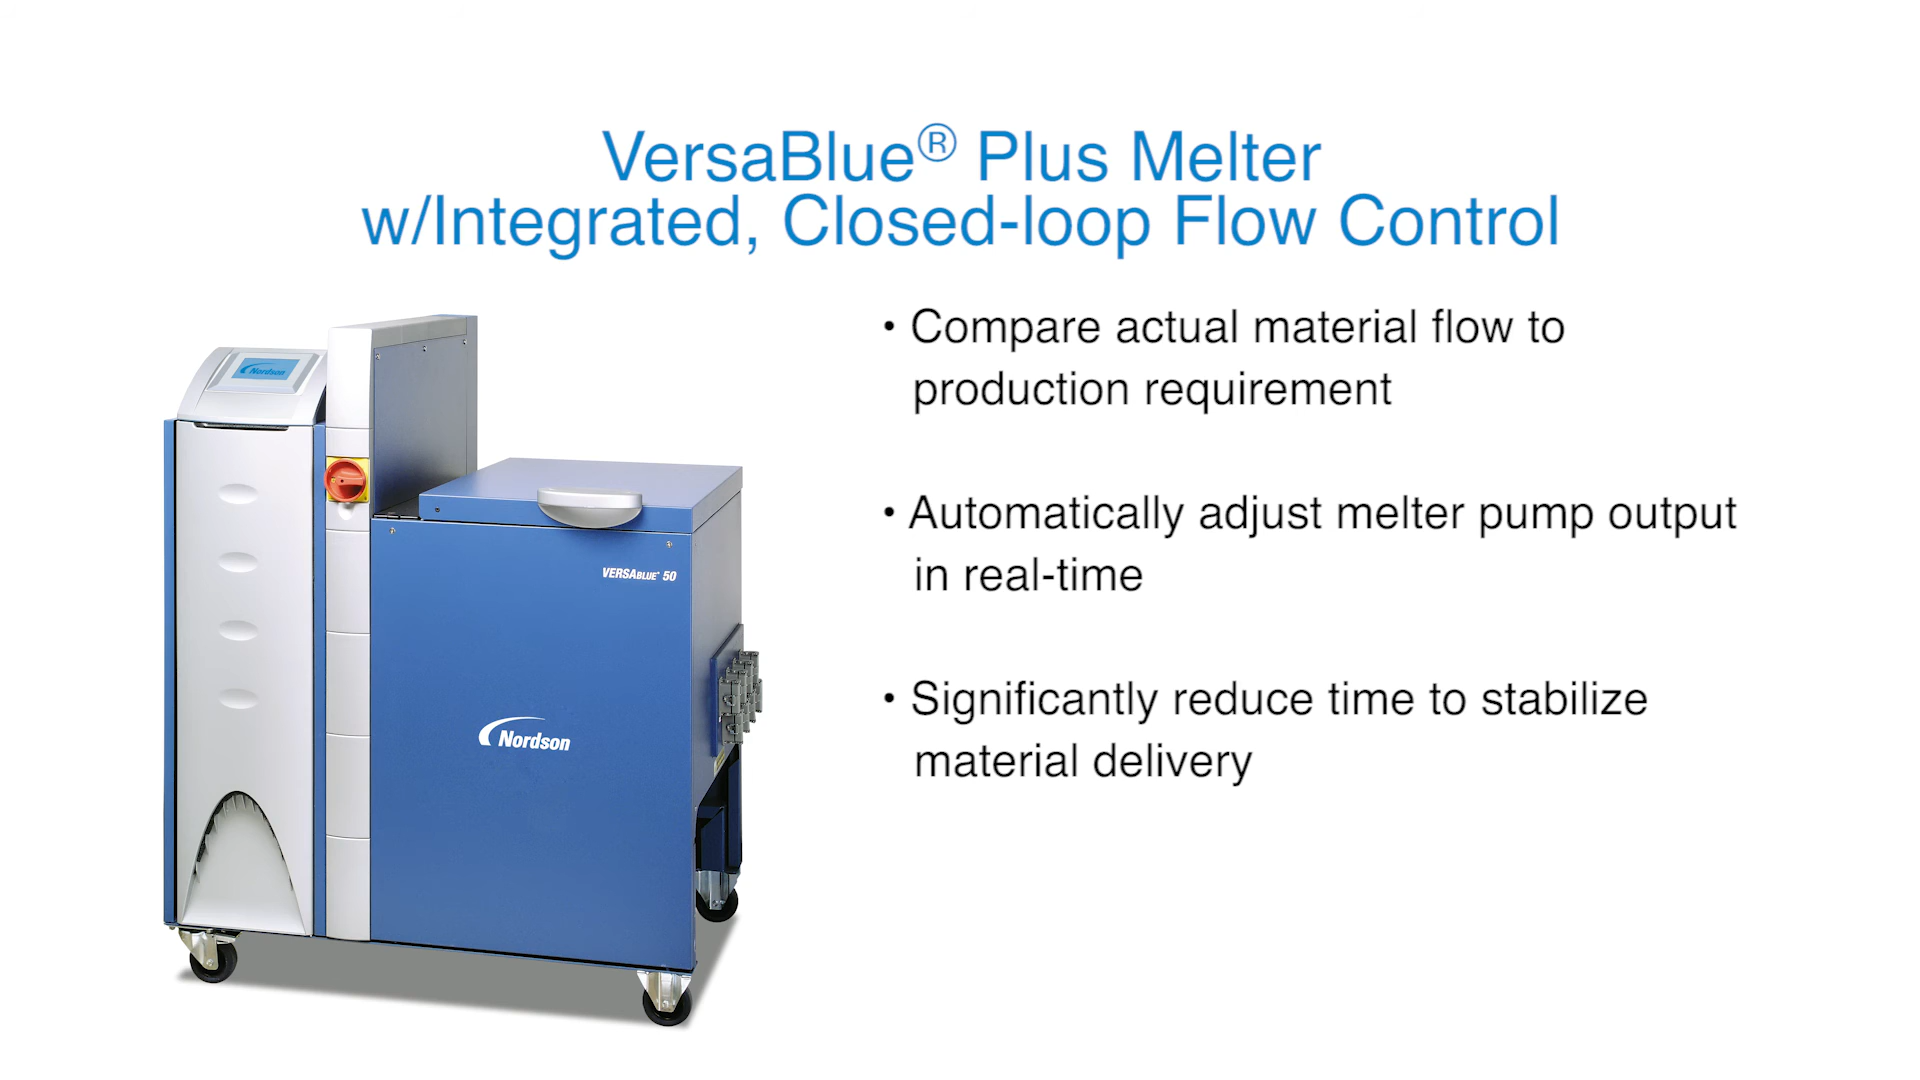 VersaBlue® Plus Melter
w/Integrated, Closed-loop Flow Control
• Compare actual material flow to
production requirement
• Automatically adjust melter pump output
in real-time
• Significantly reduce time to stabilize
material delivery
Nordson
VERSABLUE® 50
Nordson